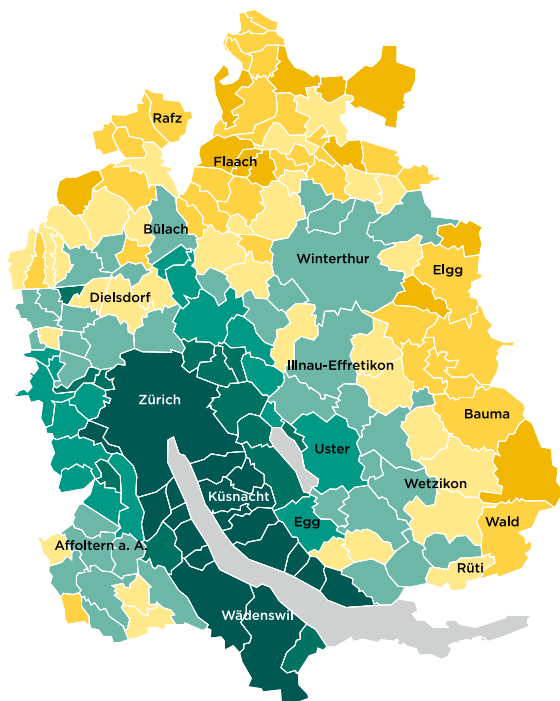 Rafz
Flaach
Bülach
Winterthur
Elgg
Dielsdorf
Illnau-Effretikon
Zürich
Bauma
Uster
Wetzikon
Küsnacht
Egg
Wald
Affoltern a. A.
Rüti
Wädenswil